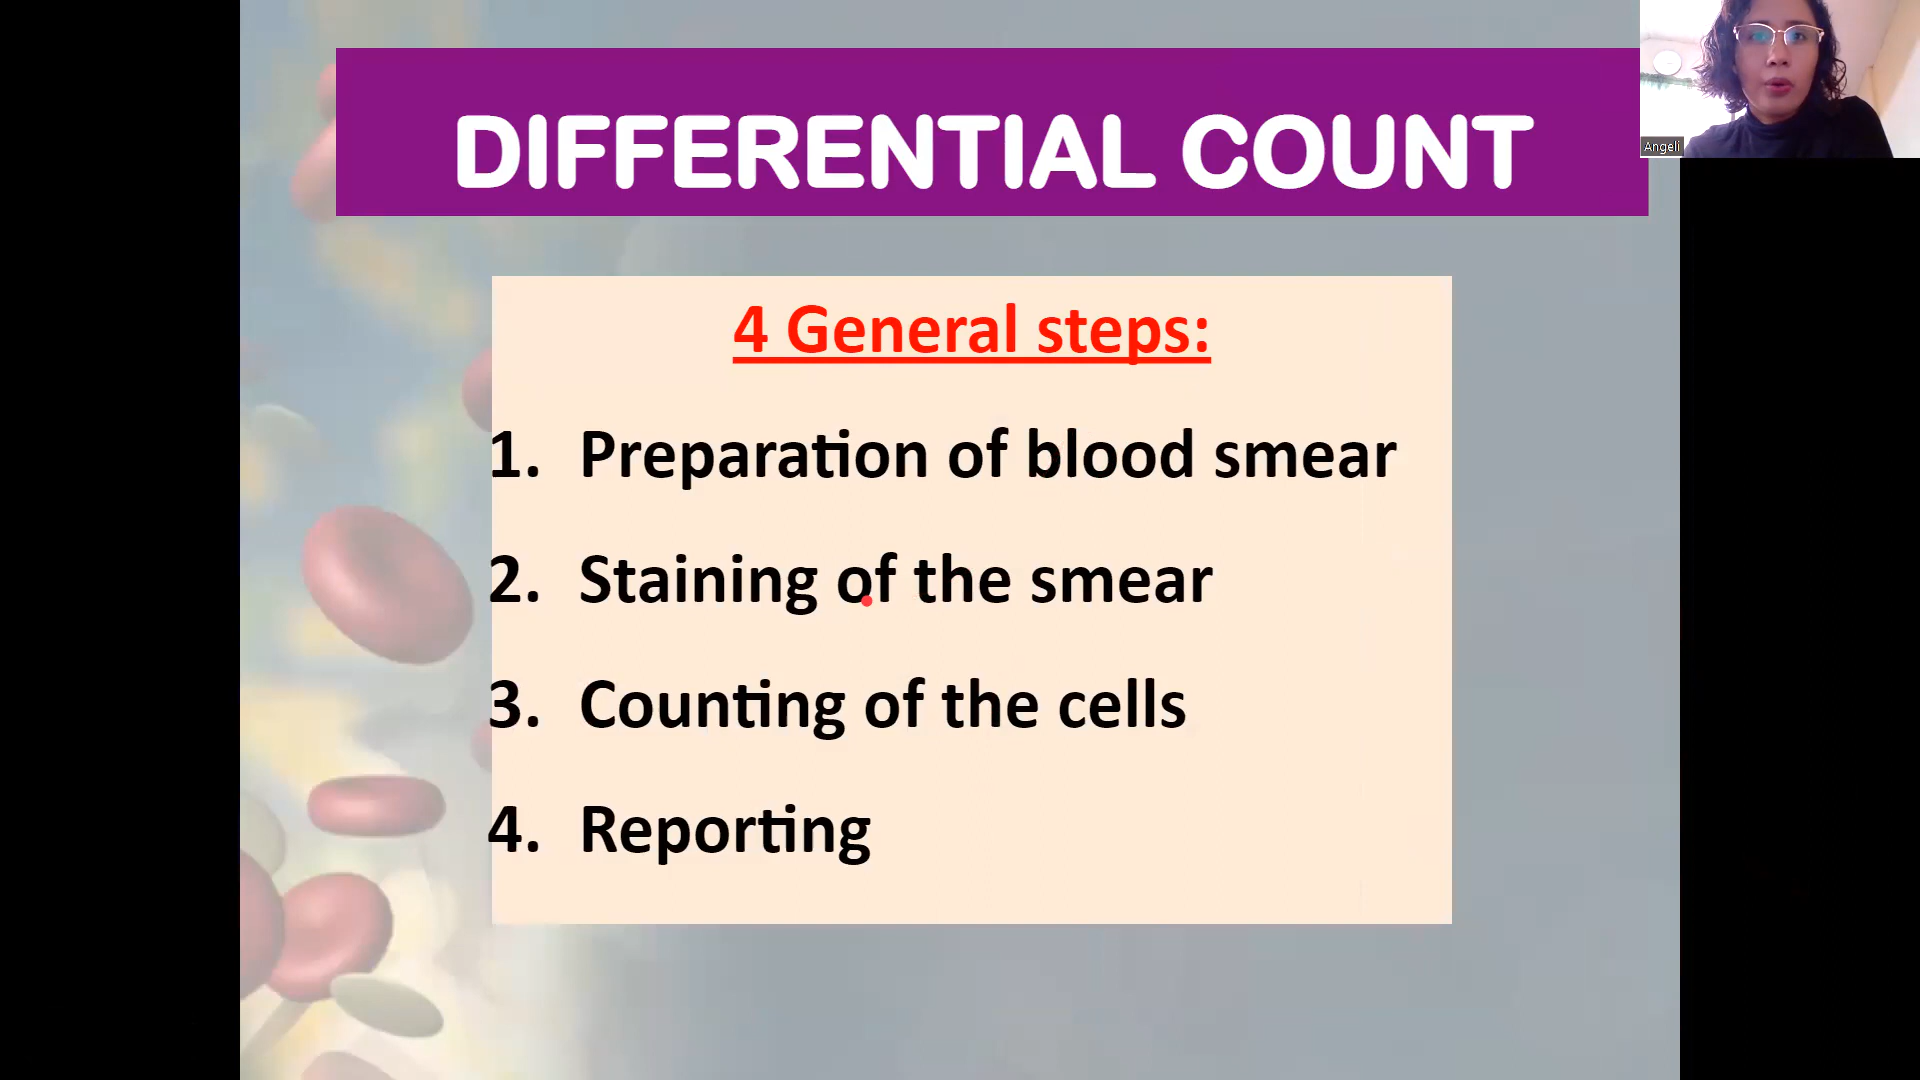 DIFFERENTIAL COUNT
Angeli
4 General steps:
1. Preparation of blood smear
2. Staining of the smear
3. Counting of the cells
4. Reporting